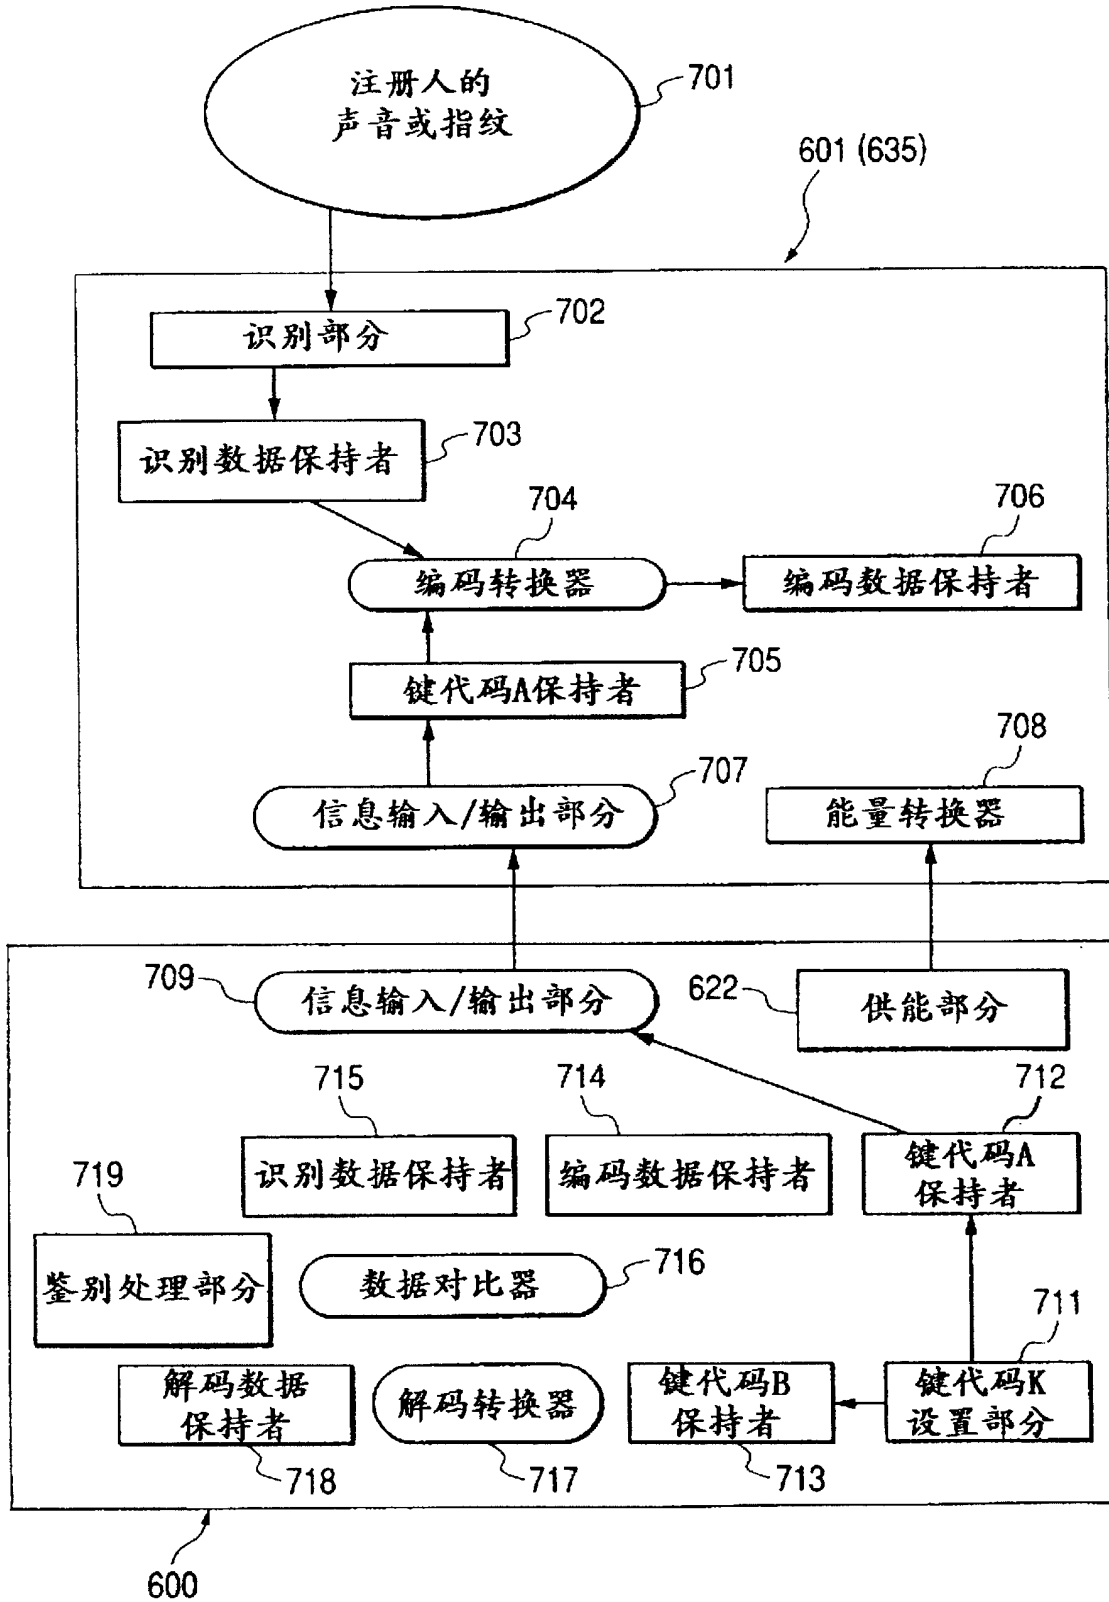 注册人的
声音或指纹
701
601 (635)
识别部分
702
识别数据保持者
703
704
706
编码转换器
编码数据保持者
键代码A保持者
705
708
信息输入/输出部分
707
能量转换器
709
信息输入/输出部分
622
供能部分
715
714
712
识别数据保持者
编码数据保持者
键代码A
保持者
719
鉴别处理部分
数据对比器
716
711
解码数据
保持者
解码转换器
键代码B
保持者
键代码K
设置部分
718
717
713
600